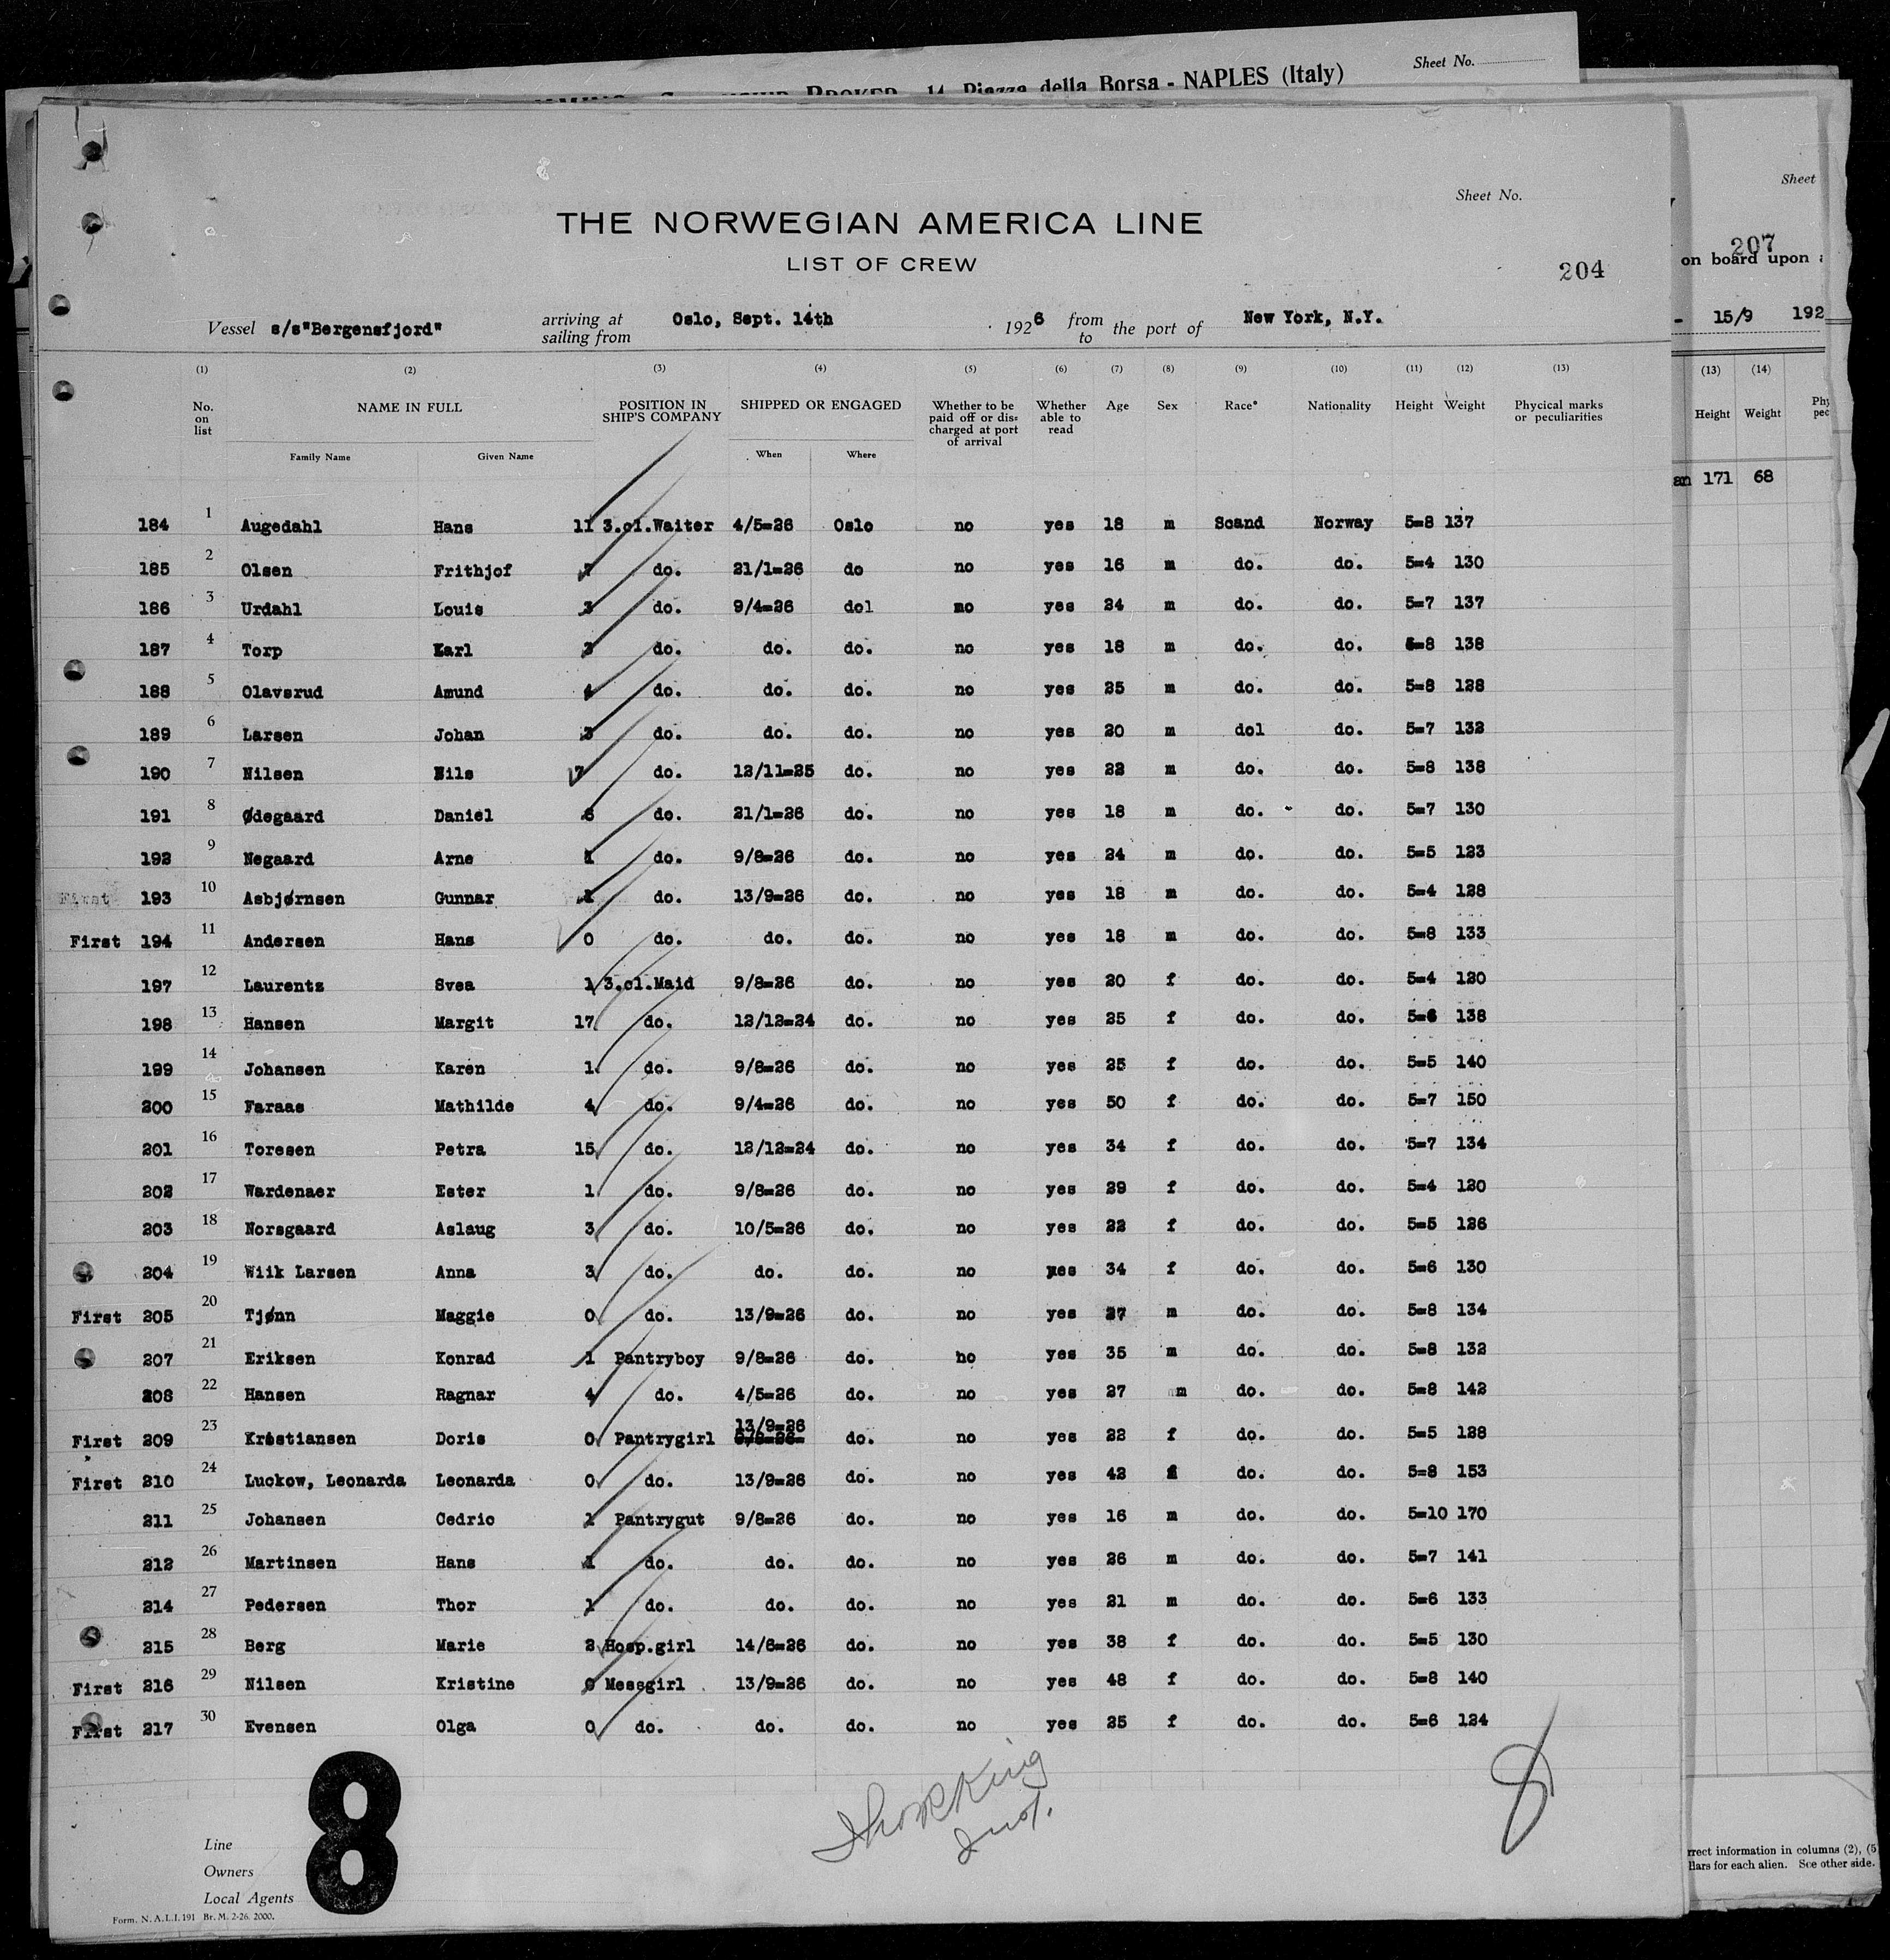 Sheet No.
14 Piazza della Borsa - NAPLES (Italy)
Sheet
207
on board upon
15/9 192
(13) (14)
Height Weight
an 171 68
Sheet No.
THE NORWEGIAN AMERICA LINE
LIST OF CREW
204
Vessel s/s"Bergensfjord" arriving at sailing from Oslo, Sept. 14th 1926 from to the port of New York, N.Y.
(1) (2) (3) (4) (5) (6) (7) (8) (9) (10) (11) (12) (13)
No. on list NAME IN FULL POSITION IN SHIP'S COMPANY SHIPPED OR ENGAGED Whether to be paid off or dis-charged at port of arrival Whether able to read Age Sex Race* Nationality Height Weight Phycical marks or peculiarities
Family Name Given Name When Where
184 1 Augedahl Hans 11 3.cl.Waiter 4/5=26 Oslo no yes 18 m Scand Norway 5=8 137
185 2 Olsen Frithjof 7 do. 21/1=26 do no yes 16 m do. do. 5=4 130
186 3 Urdahl Louis 3 do. 9/4=26 dol no yes 24 m do. do. 5=7 137
187 4 Torp Karl 3 do. do. do. no yes 18 m do. do. 5=8 138
188 5 Olavsrud Amund 4 do. do. do. no yes 25 m do. do. 5=8 128
189 6 Larsen Johan 3 do. do. do. no yes 20 m dol do. 5=7 132
190 7 Nilsen Nils 7 do. 12/11=25 do. no yes 22 m do. do. 5=8 138
191 8 Ødegaard Daniel 6 do. 21/1=26 do. no yes 18 m do. do. 5=7 130
192 9 Negaard Arne 1 do. 9/8=26 do. no yes 24 m do. do. 5=5 123
First 193 10 Asbjørnsen Gunnar 1 do. 13/9=26 do. no yes 18 m do. do. 5=4 128
First 194 11 Andersen Hans 0 do. do. do. no yes 18 m do. do. 5=8 133
197 12 Laurentz Svea 1 3.cl.Maid 9/8=26 do. no yes 20 f do. do. 5=4 120
198 13 Hansen Margit 17 do. 12/12=24 do. no yes 25 f do. do. 5=6 138
199 14 Johansen Karen 1 do. 9/8=26 do. no yes 25 f do. do. 5=5 140
200 15 Faraas Mathilde 4 do. 9/4=26 do. no yes 50 f do. do. 5=7 150
201 16 Toresen Petra 15 do. 12/12=24 do. no yes 34 f do. do. 5=7 134
202 17 Wardenaer Ester 1 do. 9/8=26 do. no yes 29 f do. do. 5=4 120
203 18 Norsgaard Aslaug 3 do. 10/5=26 do. no yes 22 f do. do. 5=5 126
204 19 Wiik Larsen Anna 3 do. do. do. no yes 34 f do. do. 5=6 130
First 205 20 Tjønn Maggie 0 do. 13/9=26 do. no yes 27 m do. do. 5=8 134
207 21 Eriksen Konrad 1 Pantryboy 9/8=26 do. no yes 35 m do. do. 5=8 132
208 22 Hansen Ragnar 4 do. 4/5=26 do. no yes 27 m do. do. 5=8 142
13/9=26
First 209 23 Kristiansen Doris 0 Pantrygirl 9/8=26= do. no yes 22 f do. do. 5=5 128
First 210 24 Luckow, Leonarda Leonarda 0 do. 13/9=26 do. no yes 42 f do. do. 5=8 153
211 25 Johansen Cedric 1 Pantrygut 9/8=26 do. no yes 16 m do. do. 5=10 170
212 26 Martinsen Hans 1 do. do. do. no yes 26 m do. do. 5=7 141
214 27 Pedersen Thor 1 do. do. do. no yes 21 m do. do. 5=6 133
215 28 Berg Marie 2 Hosp.girl 14/6=26 do. no yes 38 f do. do. 5=5 130
First 216 29 Nilsen Kristine 0 Messgirl 13/9=26 do. no yes 48 f do. do. 5=8 140
First 217 30 Evensen Olga 0 do. do. do. no yes 25 f do. do. 5=6 124
8
8
Line
Owners
Local Agents
Form. N. A. L. I. 191 Br. M. 2-26. 2000.
rrect information in columns (2), (5
llars for each alien. See other side.